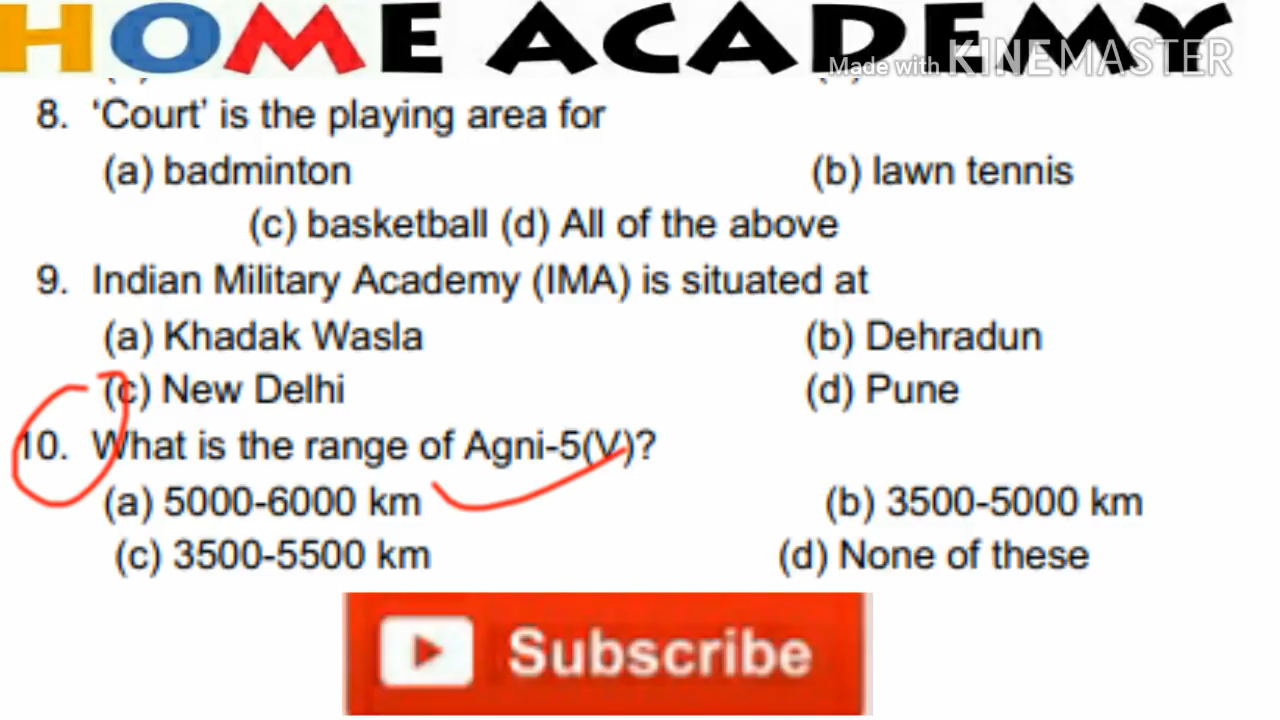 HOME ACADEMY
Made with KINEMASTER
8. 'Court' is the playing area for
(a) badminton (b) lawn tennis
(c) basketball (d) All of the above
9. Indian Military Academy (IMA) is situated at
(a) Khadak Wasla (b) Dehradun
(c) New Delhi (d) Pune
10. What is the range of Agni-5(V)?
(a) 5000-6000 km (b) 3500-5000 km
(c) 3500-5500 km (d) None of these
Subscribe